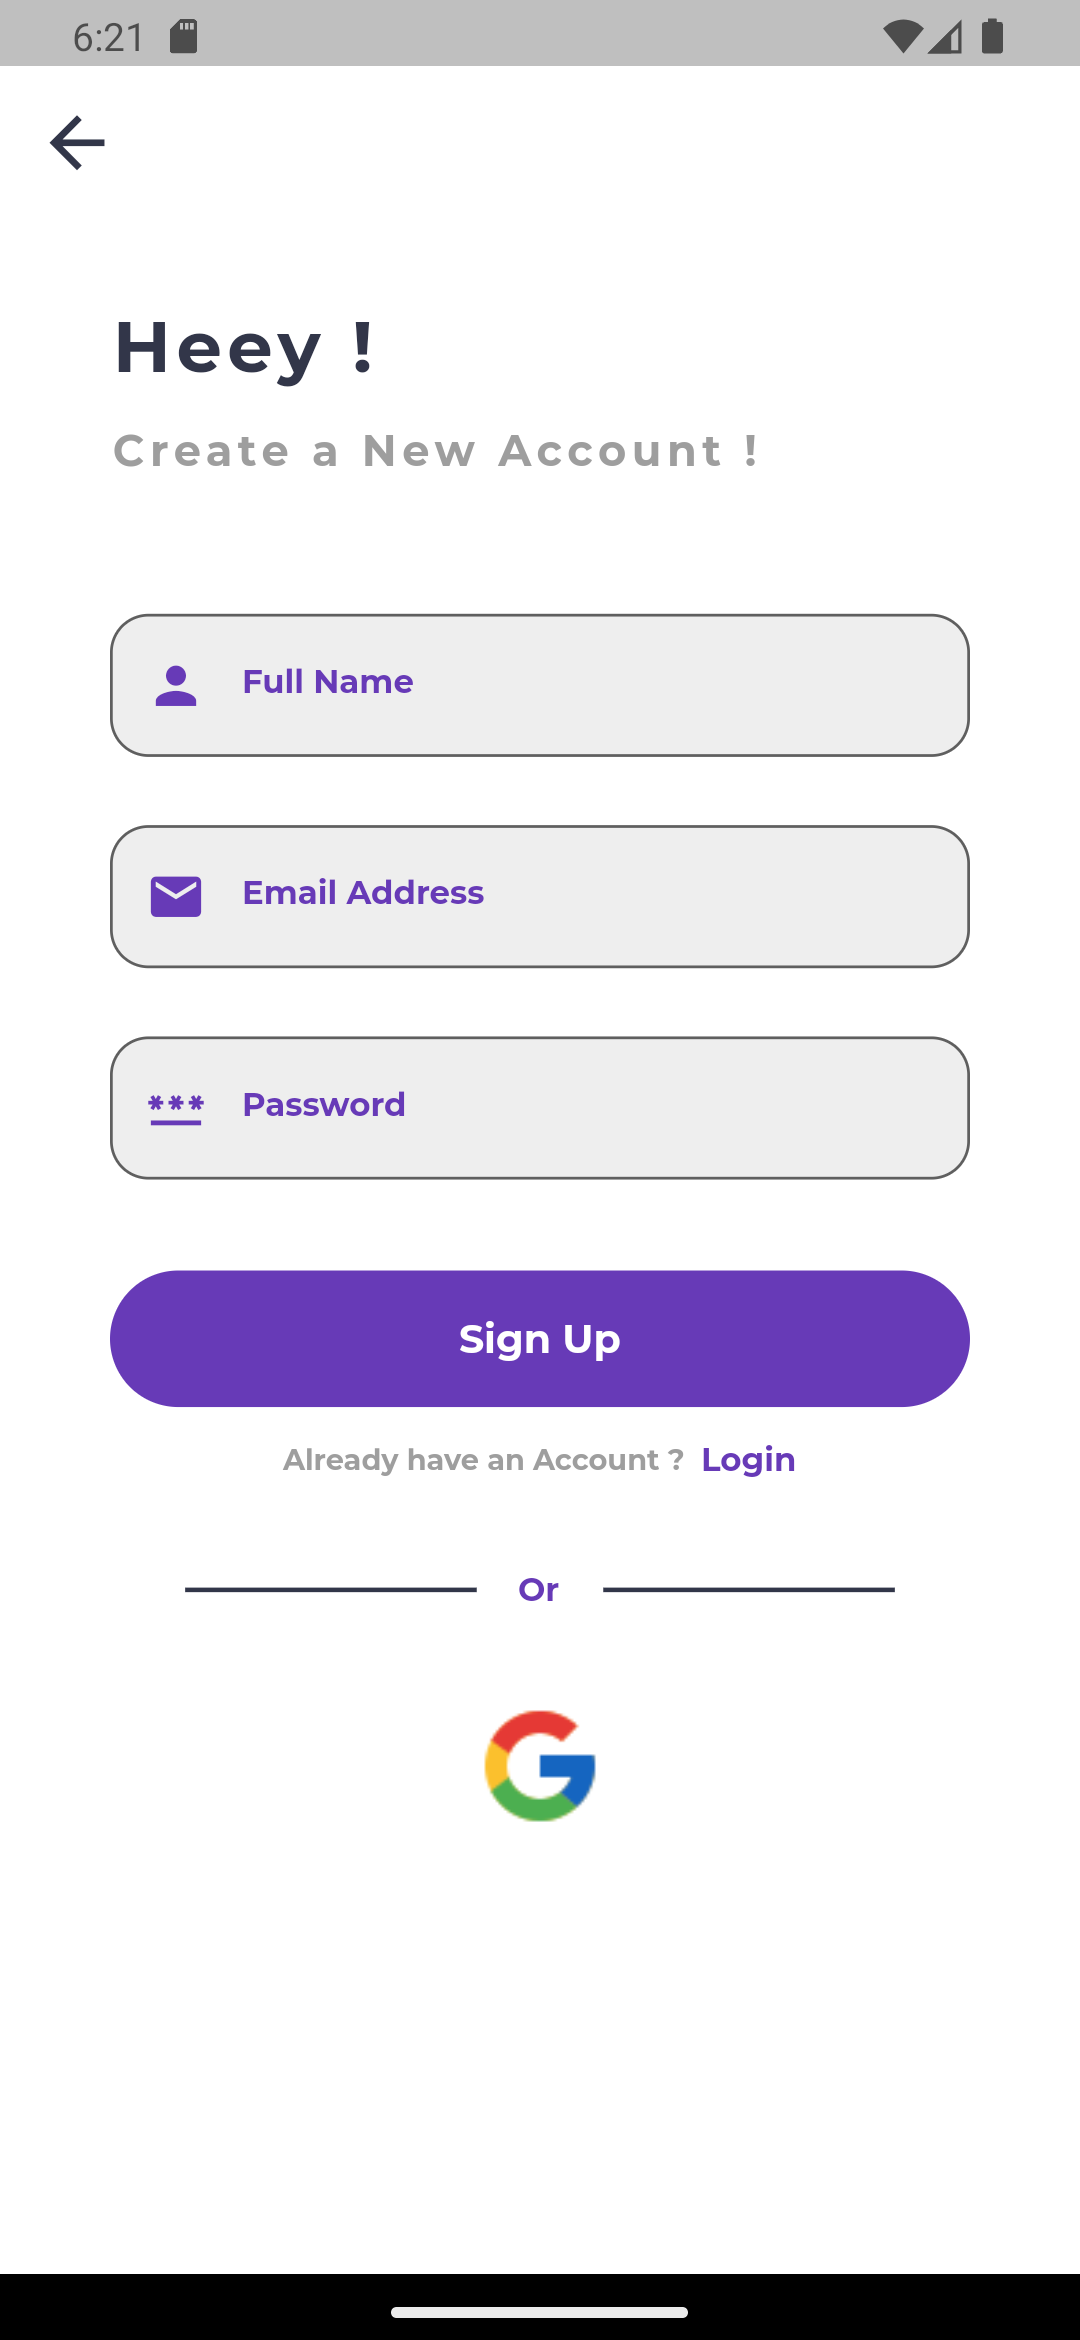 6:21
Heey !
Create a New Account !
Full Name
Email Address
Password
Sign Up
Already have an Account ? Login
Or